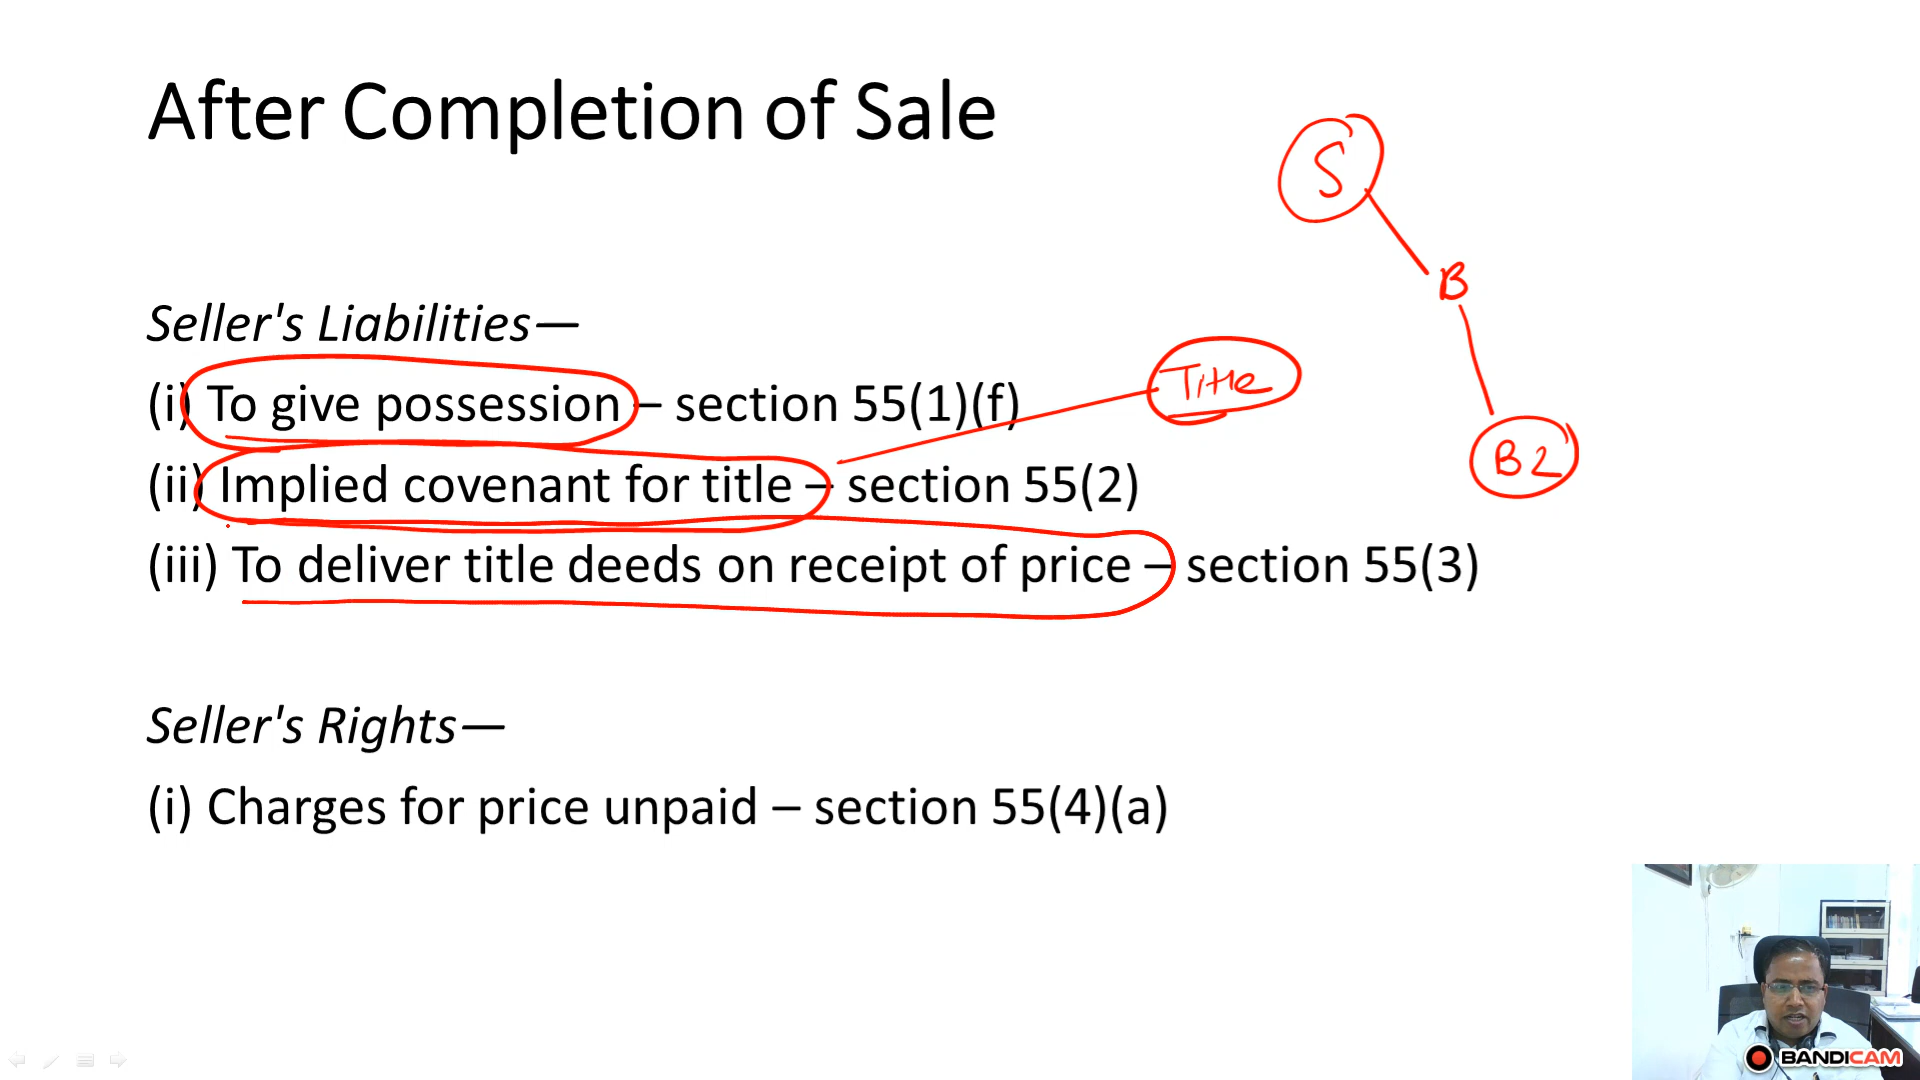 After Completion of Sale
S
B
Seller's Liabilities—
Title
(i) To give possession – section 55(1)(f)
B2
(ii) Implied covenant for title – section 55(2)
(iii) To deliver title deeds on receipt of price – section 55(3)
Seller's Rights—
(i) Charges for price unpaid – section 55(4)(a)
BANDICAM